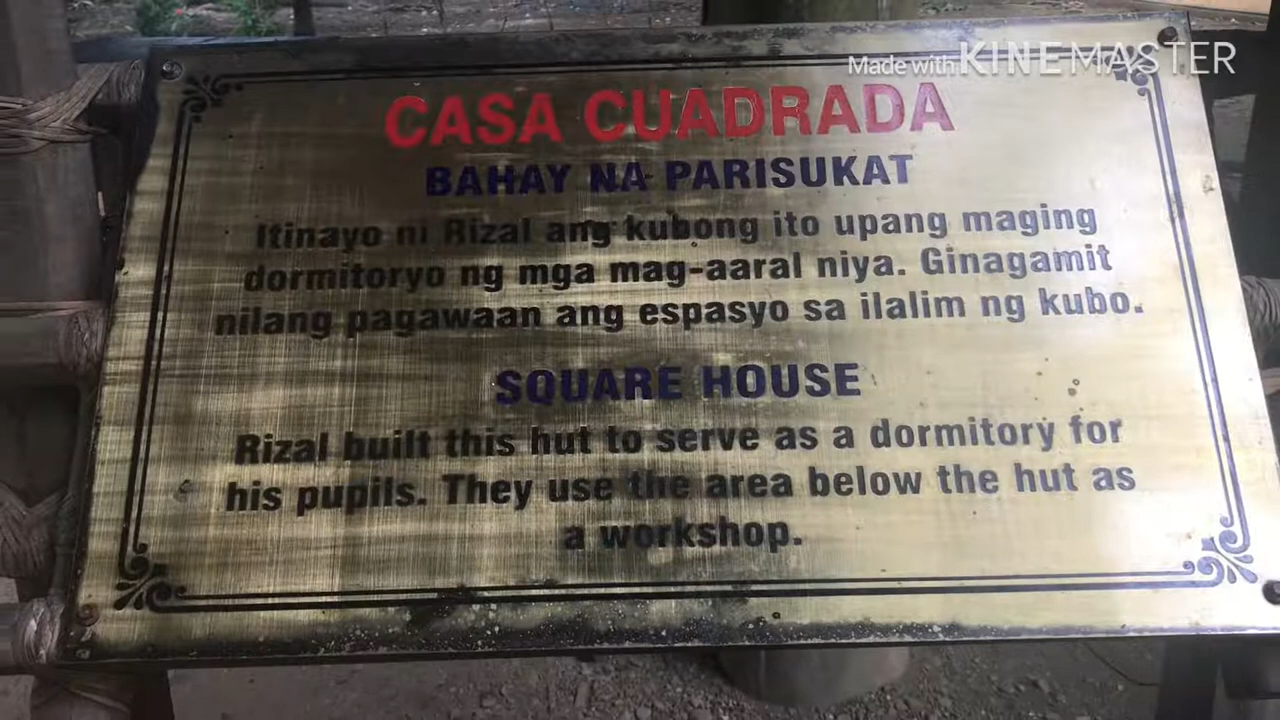 Made with KINEMASTER
CASA CUADRADA
BAHAY NA PARISUKAT
Itinayo ni Rizal ang kubong ito upang maging
dormitoryo ng mga mag-aaral niya. Ginagamit
nilang pagawaan ang espasyo sa ilalim ng kubo.
SQUARE HOUSE
Rizal built this hut to serve as a dormitory for
his pupils. They use the area below the hut as
a workshop.